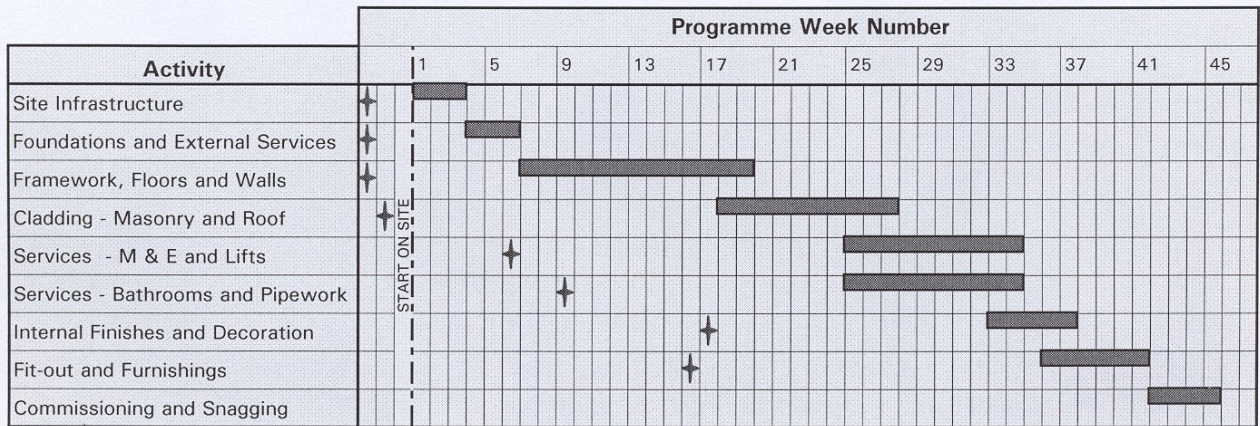 Programme Week Number
Activity
1 5 9 13 17 21 25 29 33 37 41 45
Site Infrastructure
Foundations and External Services
Framework, Floors and Walls
Cladding - Masonry and Roof
Services - M & E and Lifts
Services - Bathrooms and Pipework
Internal Finishes and Decoration
Fit-out and Furnishings
Commissioning and Snagging
START ON SITE